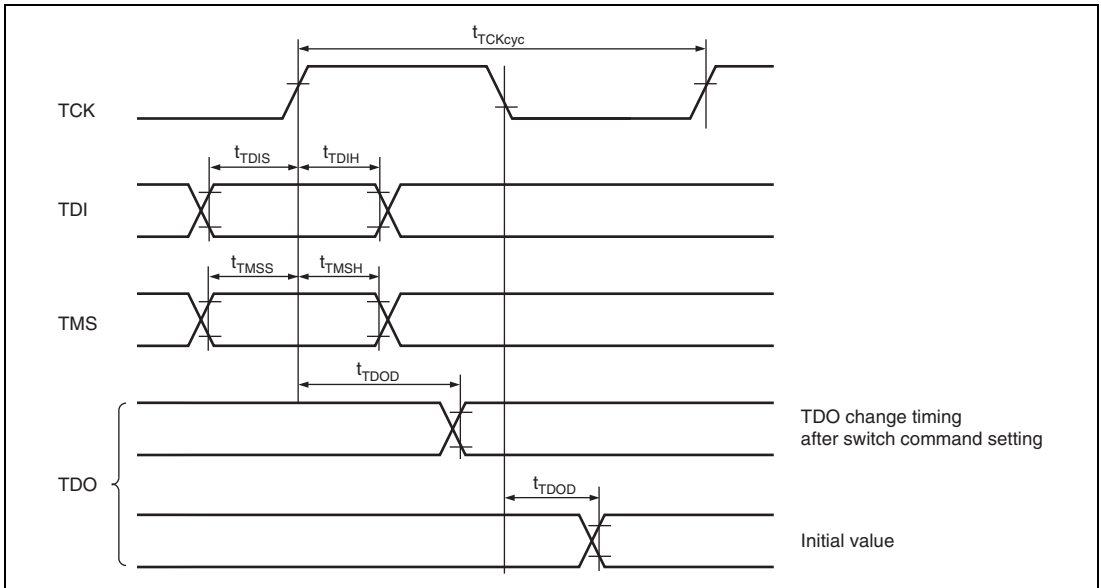 tTCKcyc
TCK
tTDIS
tTDIH
TDI
tTMSS
tTMSH
TMS
tTDOD
TDO change timing
after switch command setting
TDO
tTDOD
Initial value